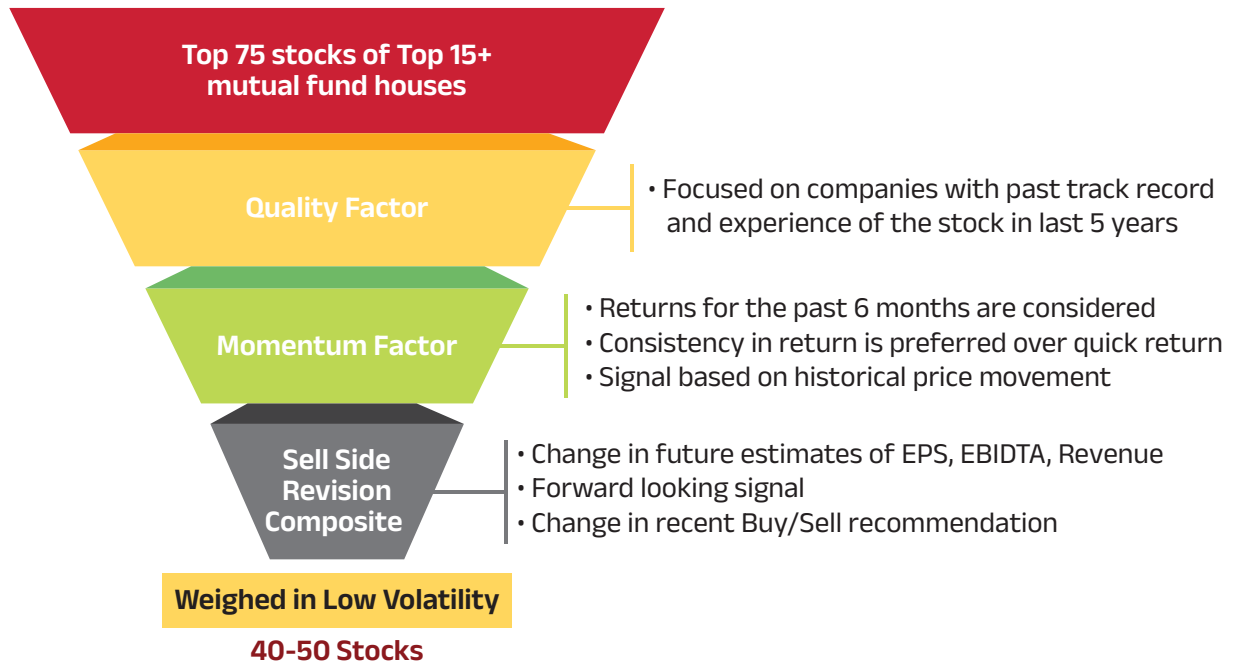 Top 75 stocks of Top 15+
mutual fund houses
Quality Factor
• Focused on companies with past track record
and experience of the stock in last 5 years
Momentum Factor
• Returns for the past 6 months are considered
• Consistency in return is preferred over quick return
• Signal based on historical price movement
Sell Side
Revision
Composite
• Change in future estimates of EPS, EBIDTA, Revenue
• Forward looking signal
• Change in recent Buy/Sell recommendation
Weighed in Low Volatility
40-50 Stocks